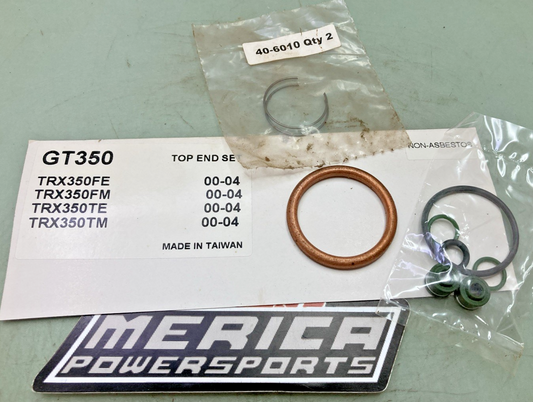 40-6010 Qty 2
GT350
TOP END SE
NON-ASBESTOS
TRX350FE 00-04
TRX350FM 00-04
TRX350TE 00-04
TRX350TM 00-04
MADE IN TAIWAN
MERICA
POWERSPORTS